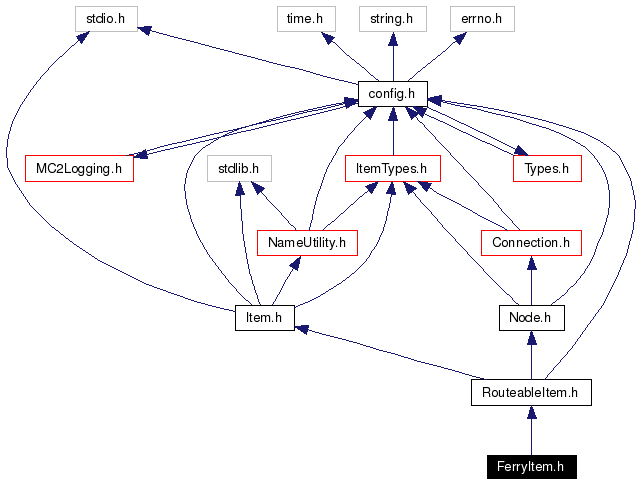 stdio.h
time.h
string.h
errno.h
config.h
MC2Logging.h
stdlib.h
ItemTypes.h
Types.h
NameUtility.h
Connection.h
Item.h
Node.h
RouteableItem.h
FerryItem.h